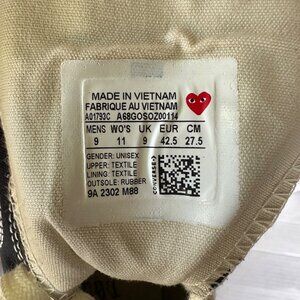 MADE IN VIETNAM
FABRIQUE AU VIETNAM
A01793C A68GOSOZ00114
MENS WO'S UK EUR CM
9 11 9 42.5 27.5
GENDER: UNISEX
UPPER: TEXTILE
LINING: TEXTILE
OUTSOLE: RUBBER
9A 2302 M88
CONVERSE